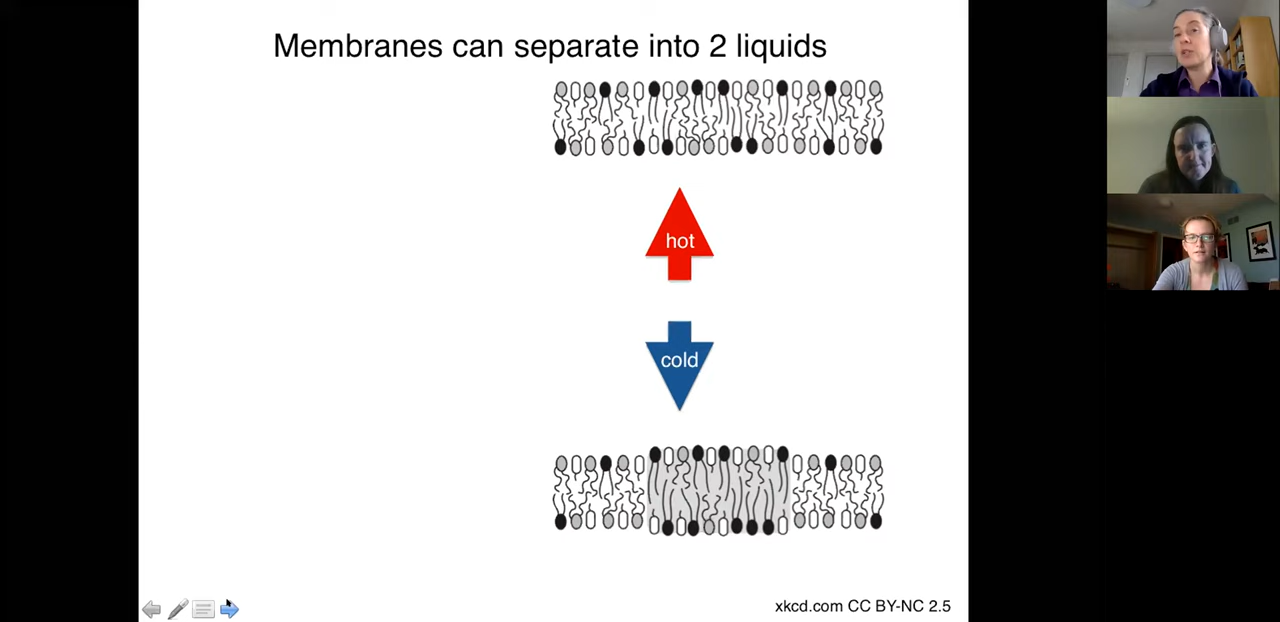 Membranes can separate into 2 liquids
hot
cold
xkcd.com CC BY-NC 2.5